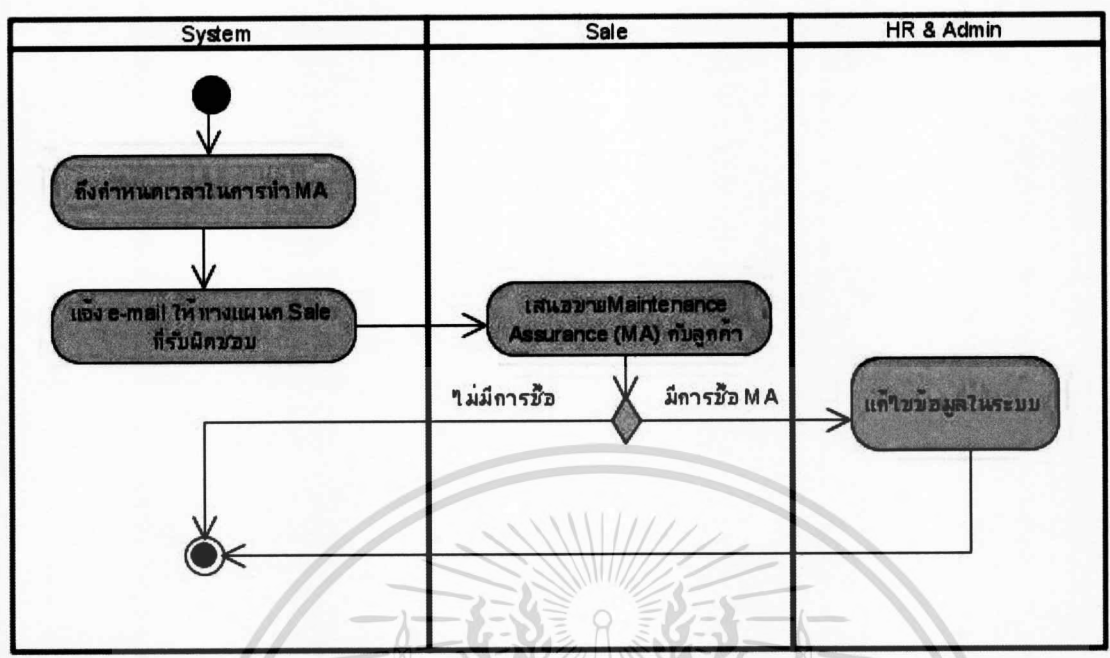 System
Sale
HR & Admin
ถึงกำหนดเวลาในการทำ MA
แจ้ง e-mail ให้ทางแผนก Sale
ที่รับผิดชอบ
เสนอขายMaintenance
Assurance (MA) กับลูกค้า
ไม่มีการซื้อ
มีการซื้อ MA
แก้ไขข้อมูลในระบบ